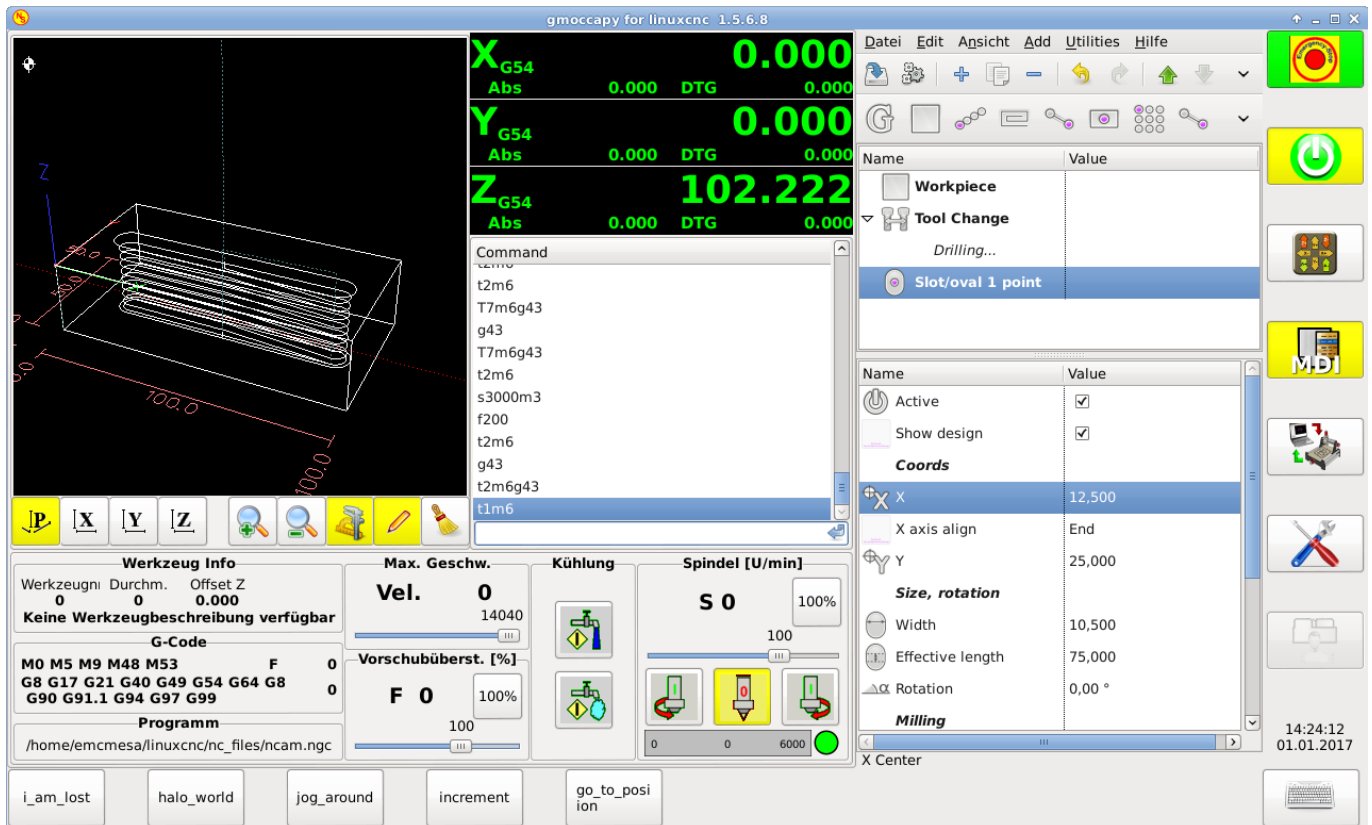 gmoccapy for linuxcnc 1.5.6.8
Z
50.0
100.0
100.0
X G54 0.000
Abs 0.000 DTG 0.000
Y G54 0.000
Abs 0.000 DTG 0.000
Z G54 102.222
Abs 0.000 DTG 0.000
Command
t2m6
t2m6
T7m6g43
g43
T7m6g43
t2m6
s3000m3
f200
t2m6
g43
t2m6g43
t1m6
P X Y Z
Werkzeug Info
Werkzeugnı Durchm. Offset Z
0 0 0.000
Keine Werkzeugbeschreibung verfügbar
G-Code
M0 M5 M9 M48 M53 F 0
G8 G17 G21 G40 G49 G54 G64 G8 0
G90 G91.1 G94 G97 G99
Programm
/home/emcmesa/linuxcnc/nc_files/ncam.ngc
Max. Geschw.
Vel. 0
14040
Vorschubüberst. [%]
F 0 100%
100
Kühlung
Spindel [U/min]
S 0 100%
100
0 0 6000
Datei Edit Ansicht Add Utilities Hilfe
Name Value
Workpiece
Tool Change
Drilling...
Slot/oval 1 point
Name Value
Active
Show design
Coords
X 12,500
X axis align End
Y 25,000
Size, rotation
Width 10,500
Effective length 75,000
Rotation 0,00 °
Milling
X Center
Emergency-Stop
MDI
14:24:12
01.01.2017
i_am_lost
halo_world
jog_around
increment
go_to_posi
ion